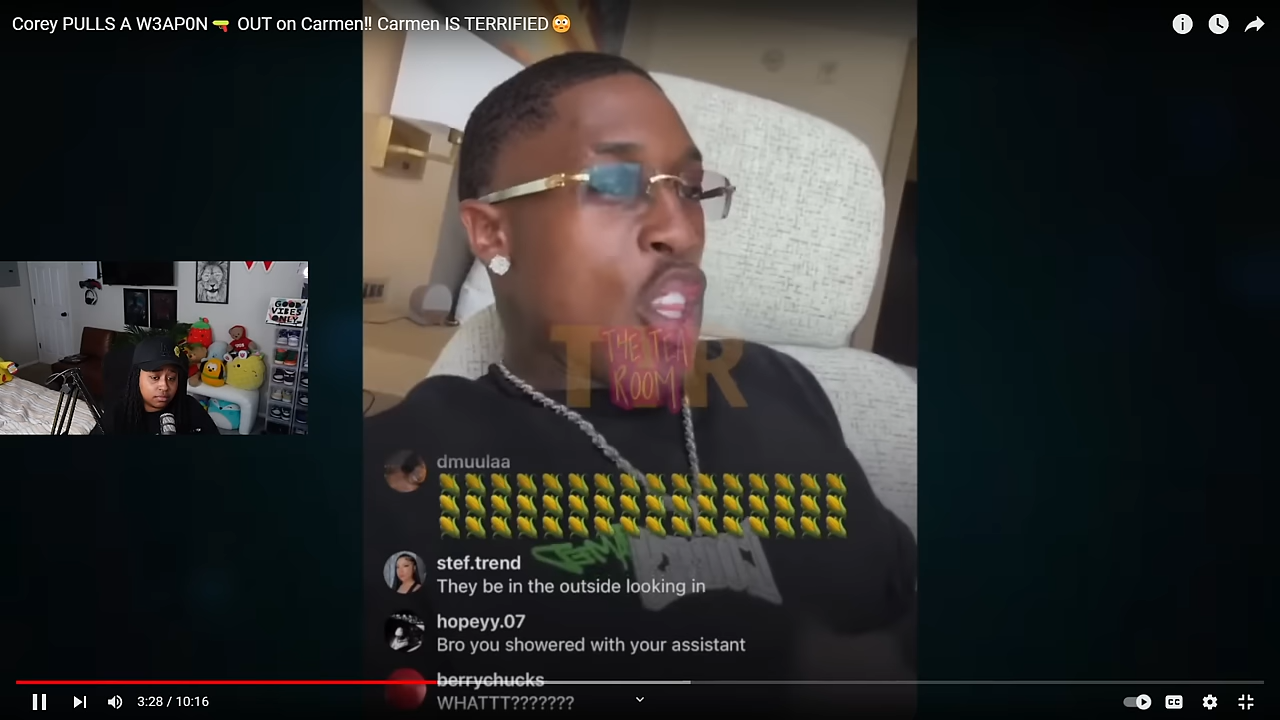 Corey PULLS A W3AP0N🔫 OUT on Carmen!! Carmen IS TERRIFIED😳
GOOD
VIBES
ONLY
THE TEA
ROOM
dmuulaa
🌽🌽🌽🌽🌽🌽🌽🌽🌽🌽🌽🌽🌽🌽🌽🌽
🌽🌽🌽🌽🌽🌽🌽🌽🌽🌽🌽🌽🌽🌽🌽🌽
🌽🌽🌽🌽🌽🌽🌽🌽🌽🌽🌽🌽🌽🌽🌽🌽
stef.trend
They be in the outside looking in
hopeyy.07
Bro you showered with your assistant
berrychucks
WHATTT???????
3:28 / 10:16
CC